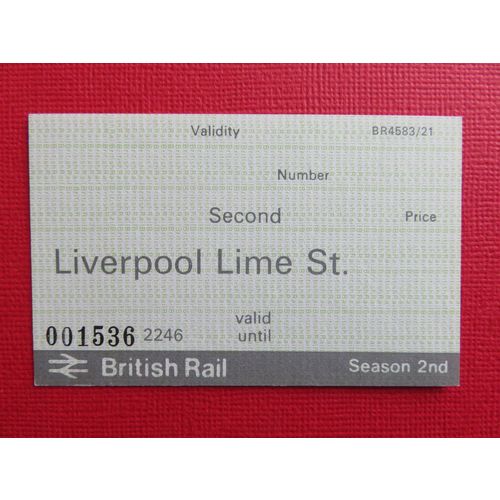 Validity BR4583/21
Number
Second Price
Liverpool Lime St.
valid
001536 2246 until
British Rail Season 2nd